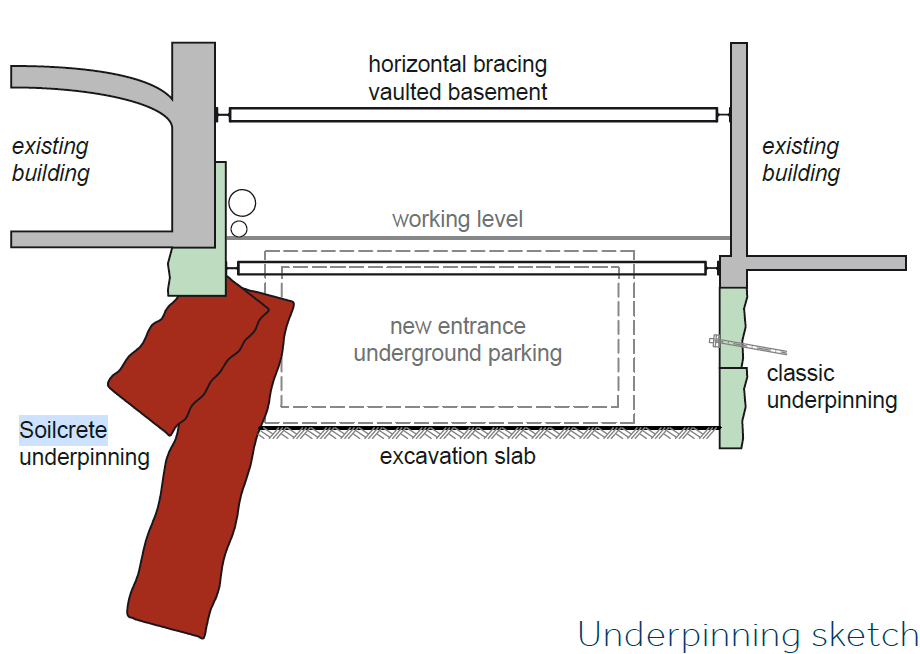 horizontal bracing
vaulted basement
existing
building
existing
building
working level
new entrance
underground parking
classic
underpinning
Soilcrete
underpinning
excavation slab
Underpinning sketch